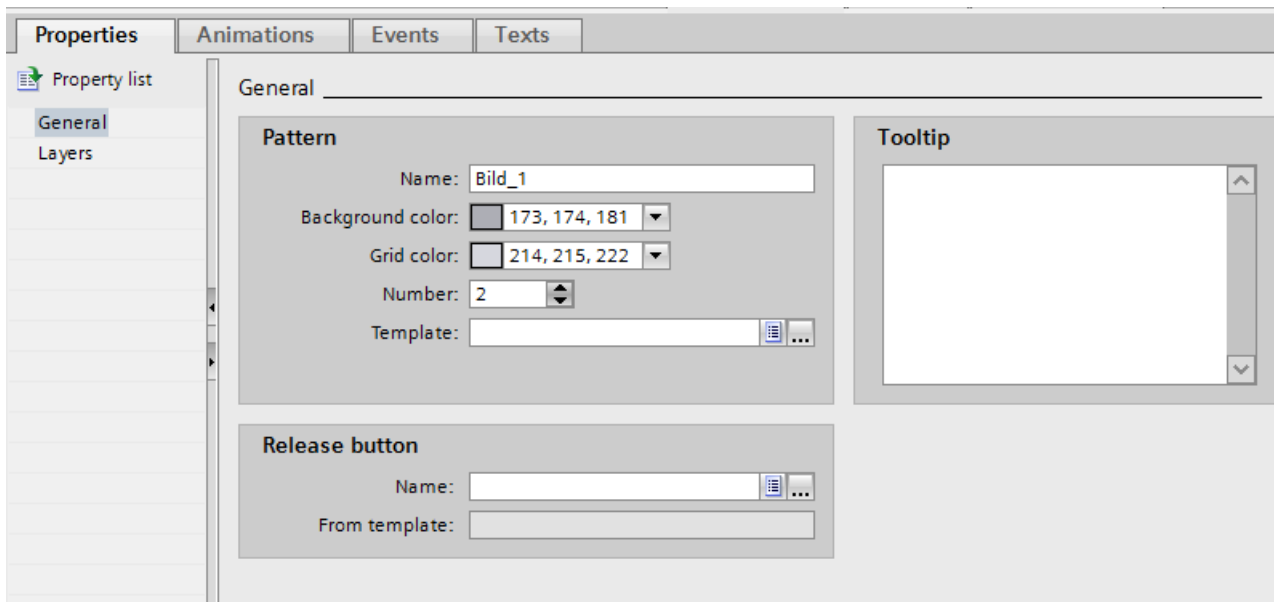 Properties Animations Events Texts
Property list
General
Layers
General
Pattern
Name: Bild_1
Background color: 173, 174, 181
Grid color: 214, 215, 222
Number: 2
Template: ...
Tooltip
Release button
Name: ...
From template: